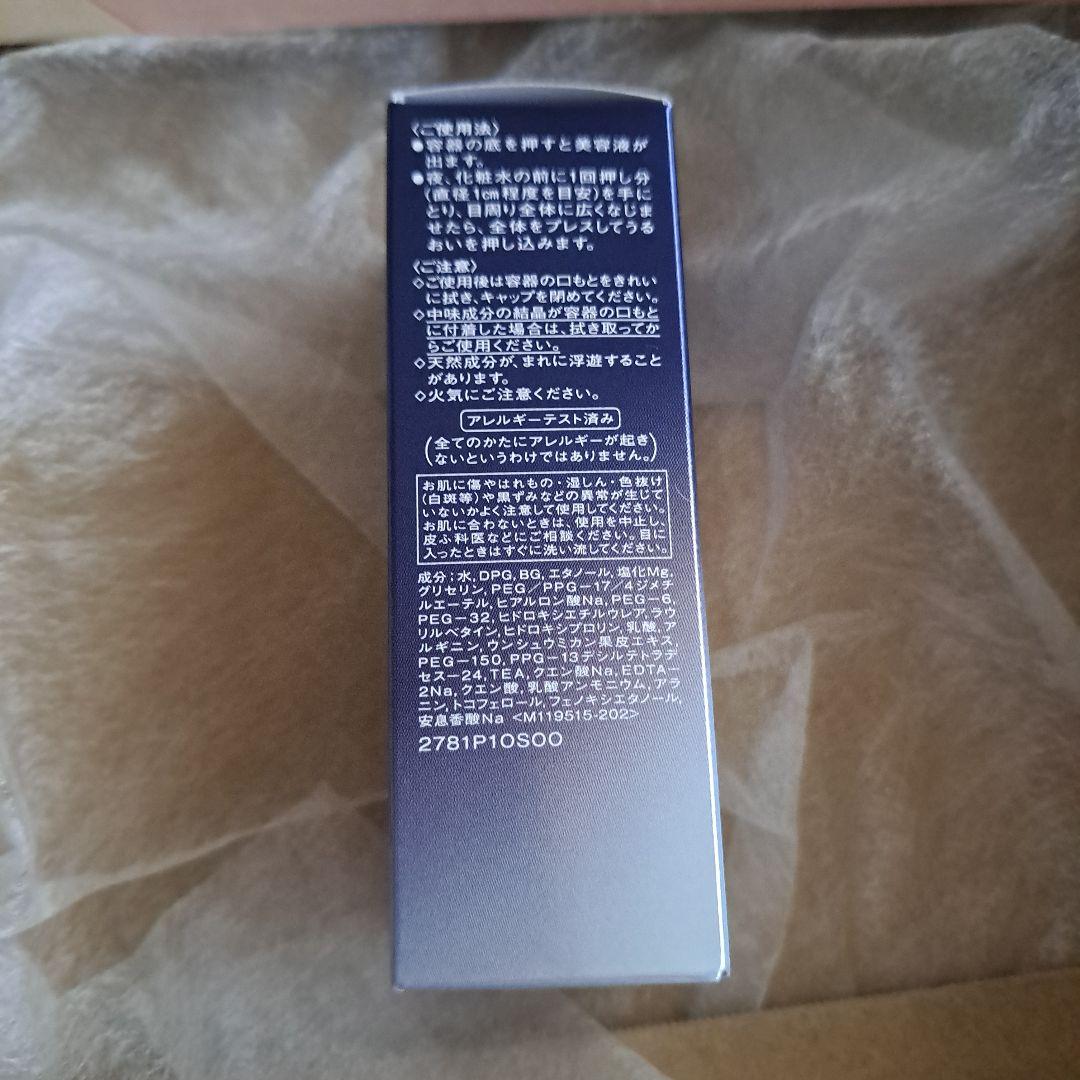 〈ご使用法〉
●容器の底を押すと美容液が
出ます。
●夜、化粧水の前に1回押し分
(直径1cm程度を目安)を手に
とり、目周り全体に広くなじま
せたら、全体をプレスしてうる
おいを押し込みます。
〈ご注意〉
◇ご使用後は容器の口もとをきれい
に拭き、キャップを閉めてください。
◇中味成分の結晶が容器の口もと
に付着した場合は、拭き取ってか
らご使用ください。
◇天然成分が、まれに浮遊すること
があります。
◇火気にご注意ください。
アレルギーテスト済み
(全てのかたにアレルギーが起き
ないというわけではありません。)
お肌に傷やはれもの・湿しん・色抜け
(白斑等)や黒ずみなどの異常が生じて
いないかよく注意して使用してください。
お肌に合わないときは、使用を中止し、
皮ふ科医などにご相談ください。目に
入ったときはすぐに洗い流してください。
成分:水,DPG,BG,エタノール,塩化Mg,
グリセリン,PEG/PPG-17/4ジメチ
ルエーテル,ヒアルロン酸Na,PEG-6,
PEG-32,ヒドロキシエチルウレア,ラウ
リルベタイン,ヒドロキシプロリン,乳酸,ア
ルギニン,ウンシュウミカン果皮エキス,
PEG-150,PPG-13デシルテトラデ
セス-24,TEA,クエン酸Na,EDTA-
2Na,クエン酸,乳酸アンモニウム,アラ
ニン,トコフェロール,フェノキシエタノール,
安息香酸Na <M119515-202>
2781P10S00